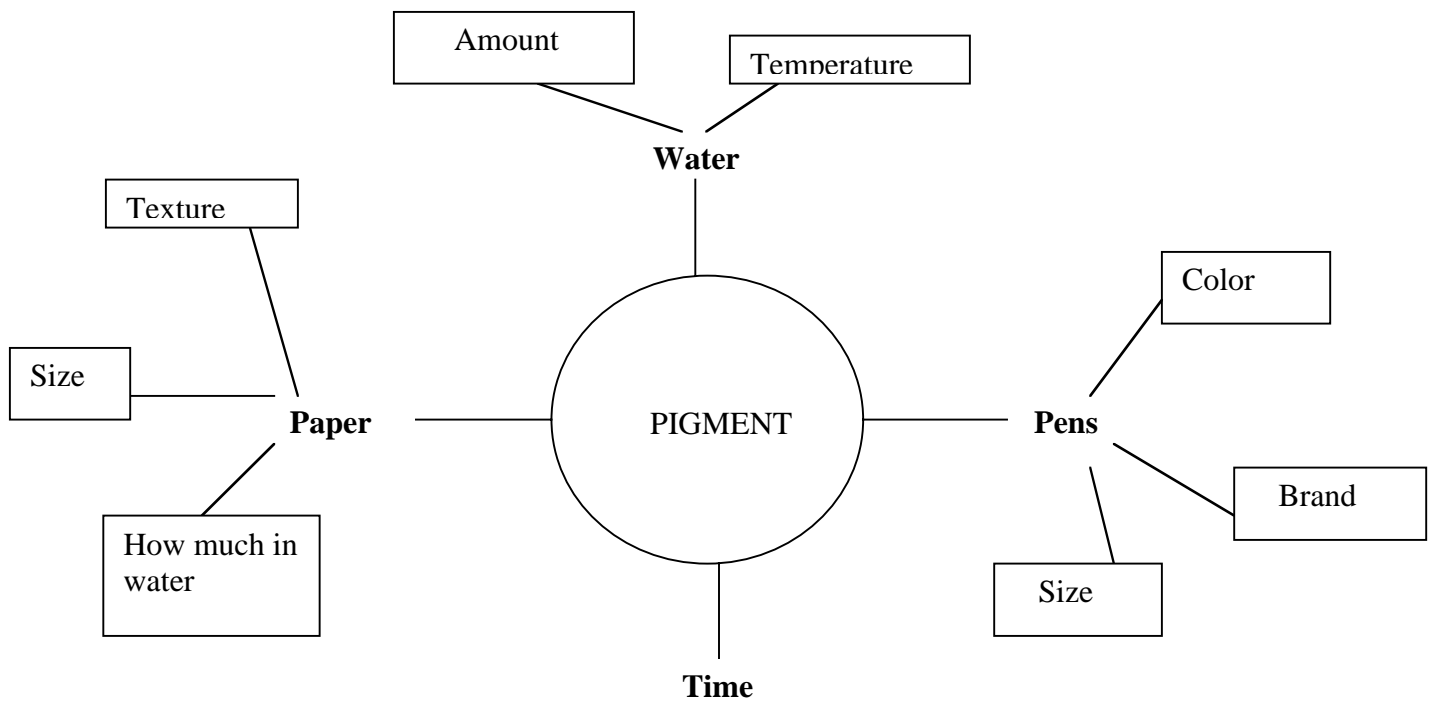 Amount
Temperature
Water
Texture
Color
Size
Paper
PIGMENT
Pens
Brand
How much in
water
Size
Time